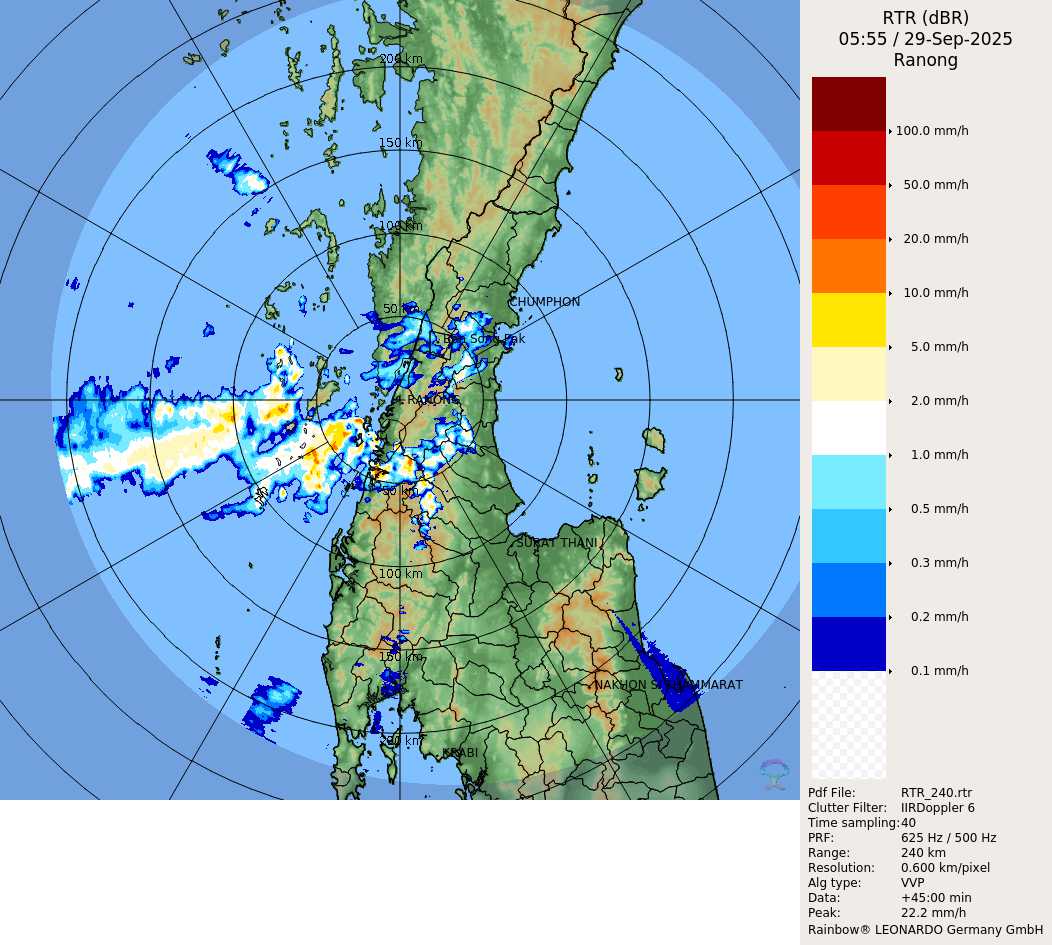 RTR (dBR)
05:55 / 29-Sep-2025
Ranong
100.0 mm/h
50.0 mm/h
20.0 mm/h
10.0 mm/h
5.0 mm/h
2.0 mm/h
1.0 mm/h
0.5 mm/h
0.3 mm/h
0.2 mm/h
0.1 mm/h
Pdf File: RTR_240.rtr
Clutter Filter: IIRDoppler 6
Time sampling: 40
PRF: 625 Hz / 500 Hz
Range: 240 km
Resolution: 0.600 km/pixel
Alg type: VVP
Data: +45:00 min
Peak: 22.2 mm/h
Rainbow® LEONARDO Germany GmbH
200 km
150 km
100 km
50 km
CHUMPHON
Song Pak
RANONG
50 km
SURAT THANI
100 km
150 km
NAKHON SI THAMMARAT
200 km
KRABI